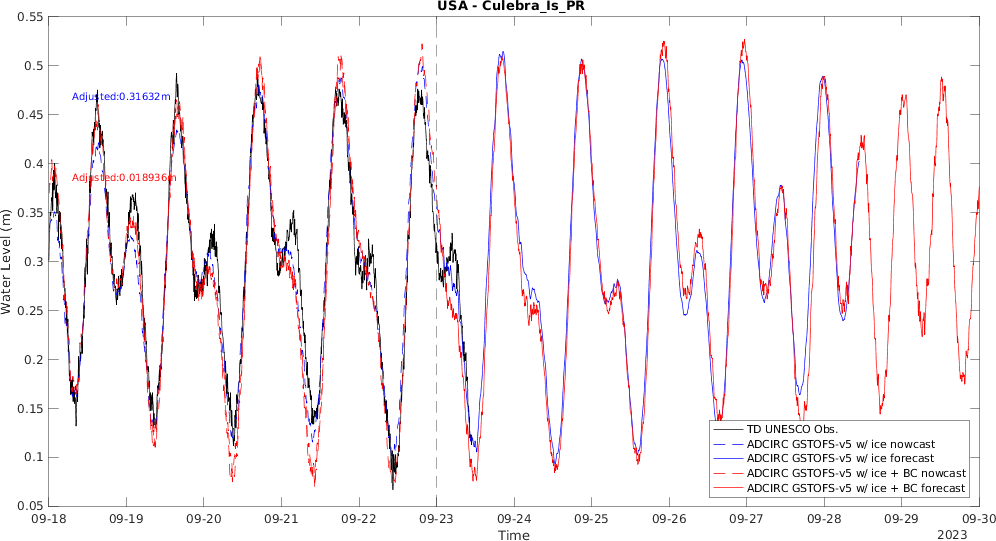 USA - Culebra_Is_PR
0.55
0.5
0.45
0.4
0.35
0.3
0.25
0.2
0.15
0.1
0.05
Water Level (m)
Adjusted:0.31632m
Adjusted:0.018936m
TD UNESCO Obs.
ADCIRC GSTOFS-v5 w/ ice nowcast
ADCIRC GSTOFS-v5 w/ ice forecast
ADCIRC GSTOFS-v5 w/ ice + BC nowcast
ADCIRC GSTOFS-v5 w/ ice + BC forecast
09-18 09-19 09-20 09-21 09-22 09-23 09-24 09-25 09-26 09-27 09-28 09-29 09-30
Time
2023